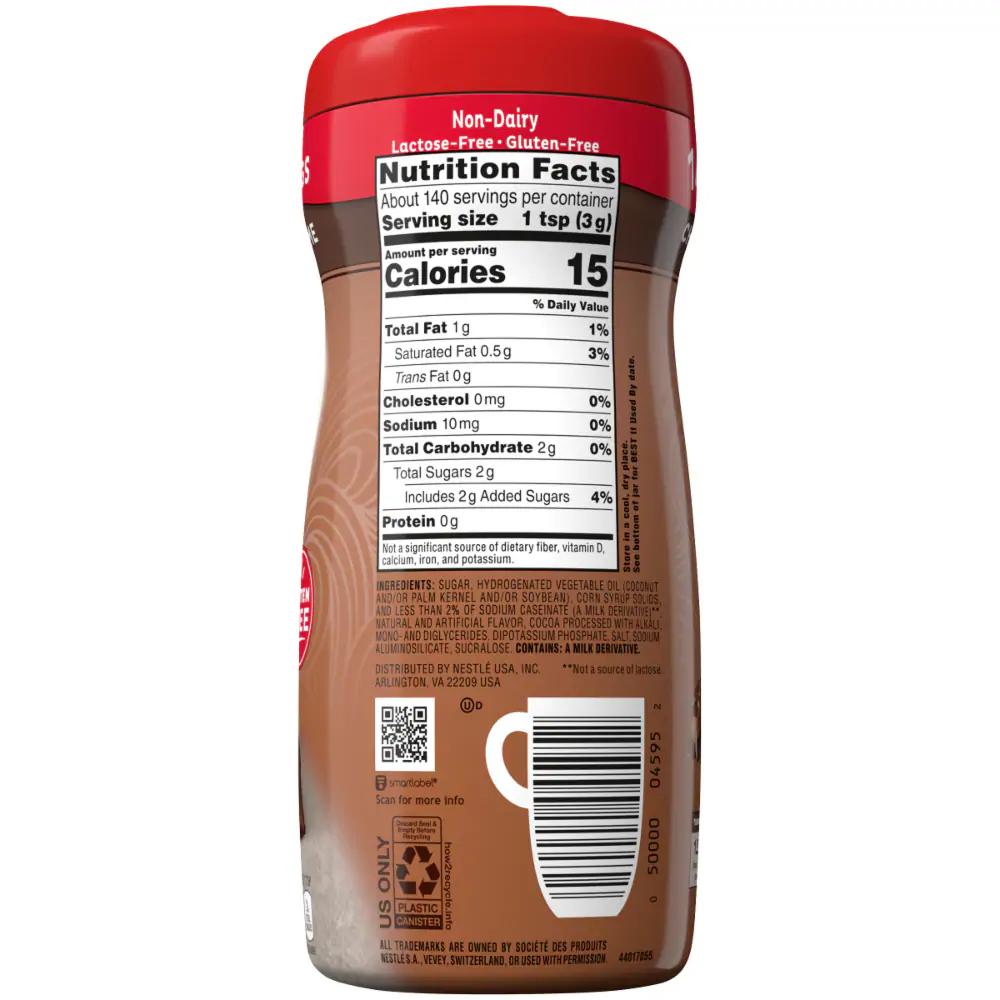 Non-Dairy
Lactose-Free • Gluten-Free
Nutrition Facts
About 140 servings per container
Serving size 1 tsp (3g)
Amount per serving
Calories 15
% Daily Value
Total Fat 1g 1%
Saturated Fat 0.5g 3%
Trans Fat 0g
Cholesterol 0mg 0%
Sodium 10mg 0%
Total Carbohydrate 2g 0%
Total Sugars 2g
Includes 2g Added Sugars 4%
Protein 0g
Not a significant source of dietary fiber, vitamin D,
calcium, iron, and potassium.
Store in a cool, dry place.
See bottom of jar for BEST If Used By date.
INGREDIENTS: SUGAR, HYDROGENATED VEGETABLE OIL (COCONUT
AND/OR PALM KERNEL AND/OR SOYBEAN), CORN SYRUP SOLIDS,
AND LESS THAN 2% OF SODIUM CASEINATE (A MILK DERIVATIVE)**,
NATURAL AND ARTIFICIAL FLAVOR, COCOA PROCESSED WITH ALKALI,
MONO- AND DIGLYCERIDES, DIPOTASSIUM PHOSPHATE, SALT, SODIUM
ALUMINOSILICATE, SUCRALOSE. CONTAINS: A MILK DERIVATIVE.
DISTRIBUTED BY NESTLÉ USA, INC. **Not a source of lactose
ARLINGTON, VA 22209 USA
U D
smartlabel®
Scan for more info
US ONLY
Discard Seal &
Empty Before
Recycling
PLASTIC
CANISTER
how2recycle.info
0 50000 04595 2
ALL TRADEMARKS ARE OWNED BY SOCIÉTÉ DES PRODUITS
NESTLÉ S.A., VEVEY, SWITZERLAND, OR USED WITH PERMISSION. 44017055